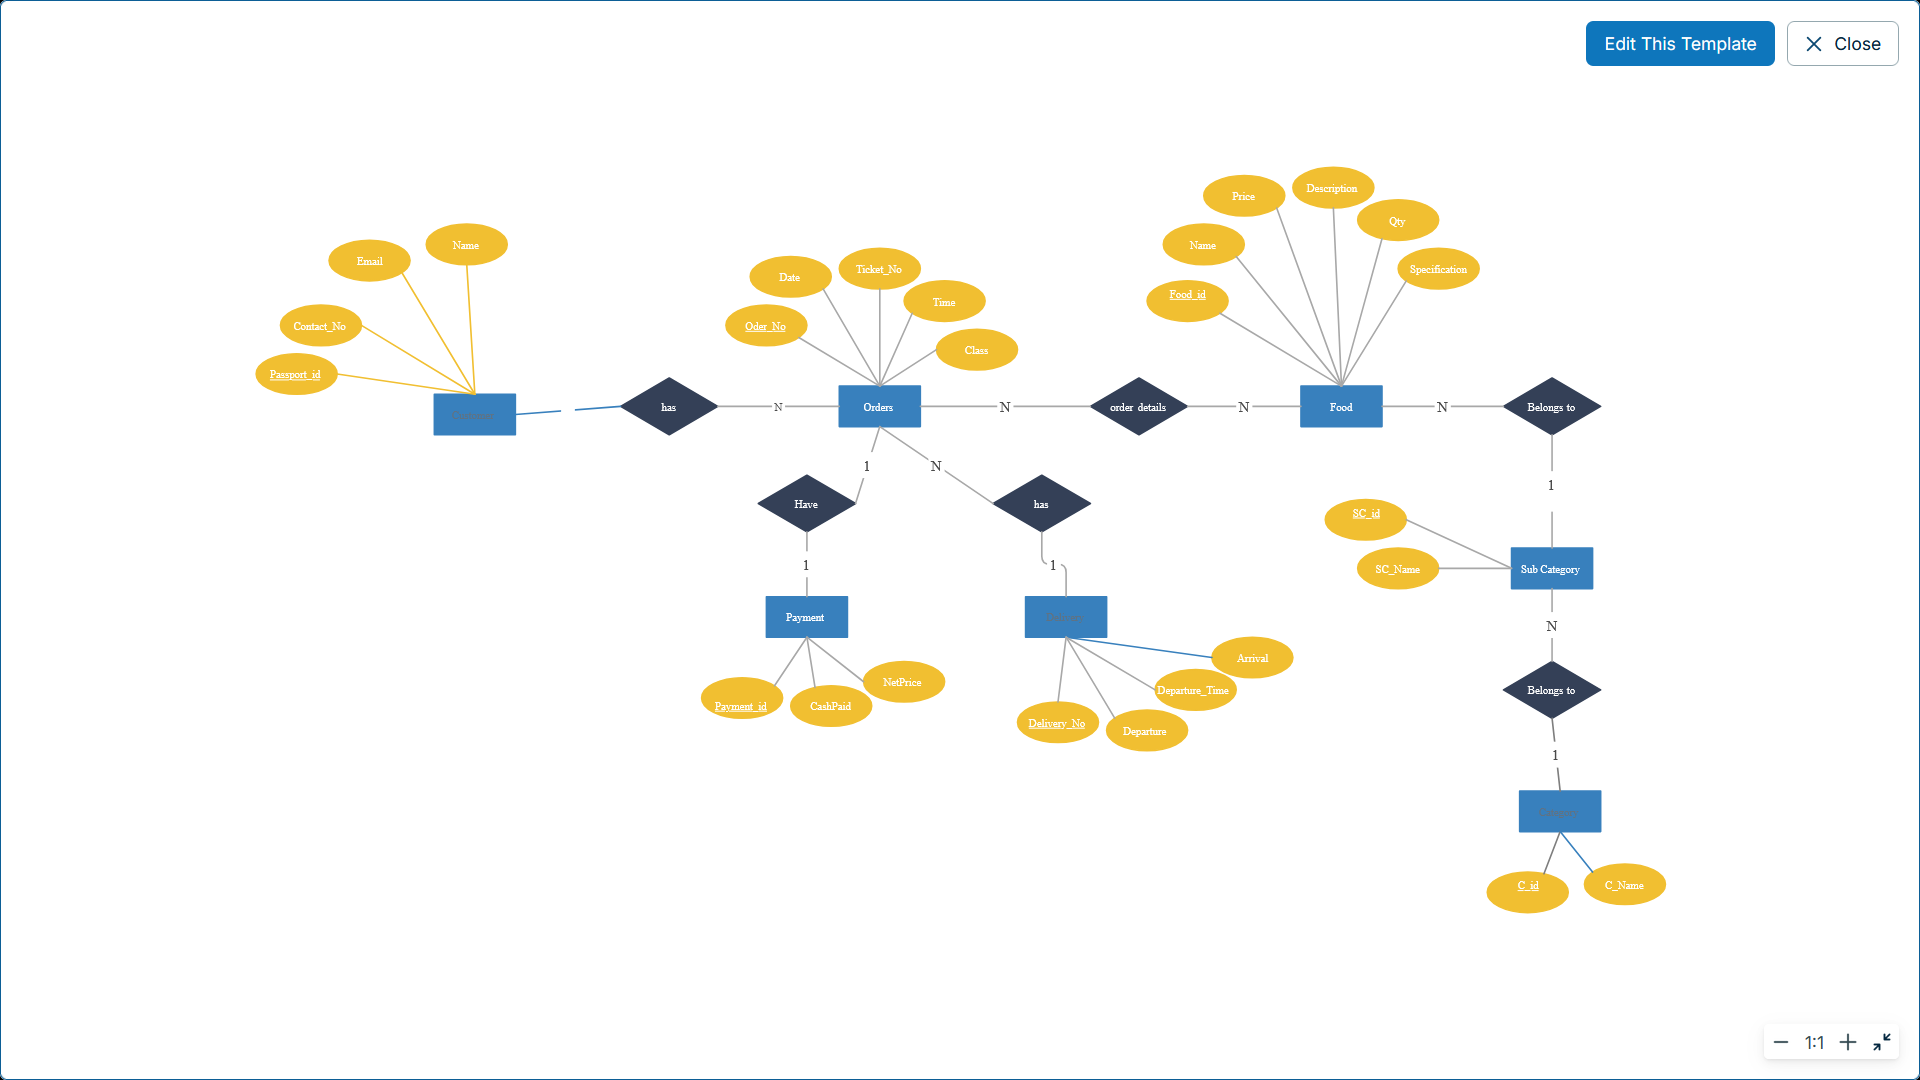 Edit This Template
Close
Description
Price
Qty
Name
Email
Name
Specification
Ticket_No
Date
Food_id
Time
Contact_No
Oder_No
Class
Passport_id
has
N
Orders
N
order details
N
Food
N
Belongs to
1
N
1
Have
has
SC_id
1
1
SC_Name
Sub Category
Payment
N
Arrival
NetPrice
Departure_Time
Belongs to
Payment_id
CashPaid
Delivery_No
Departure
1
C_id
C_Name
1:1